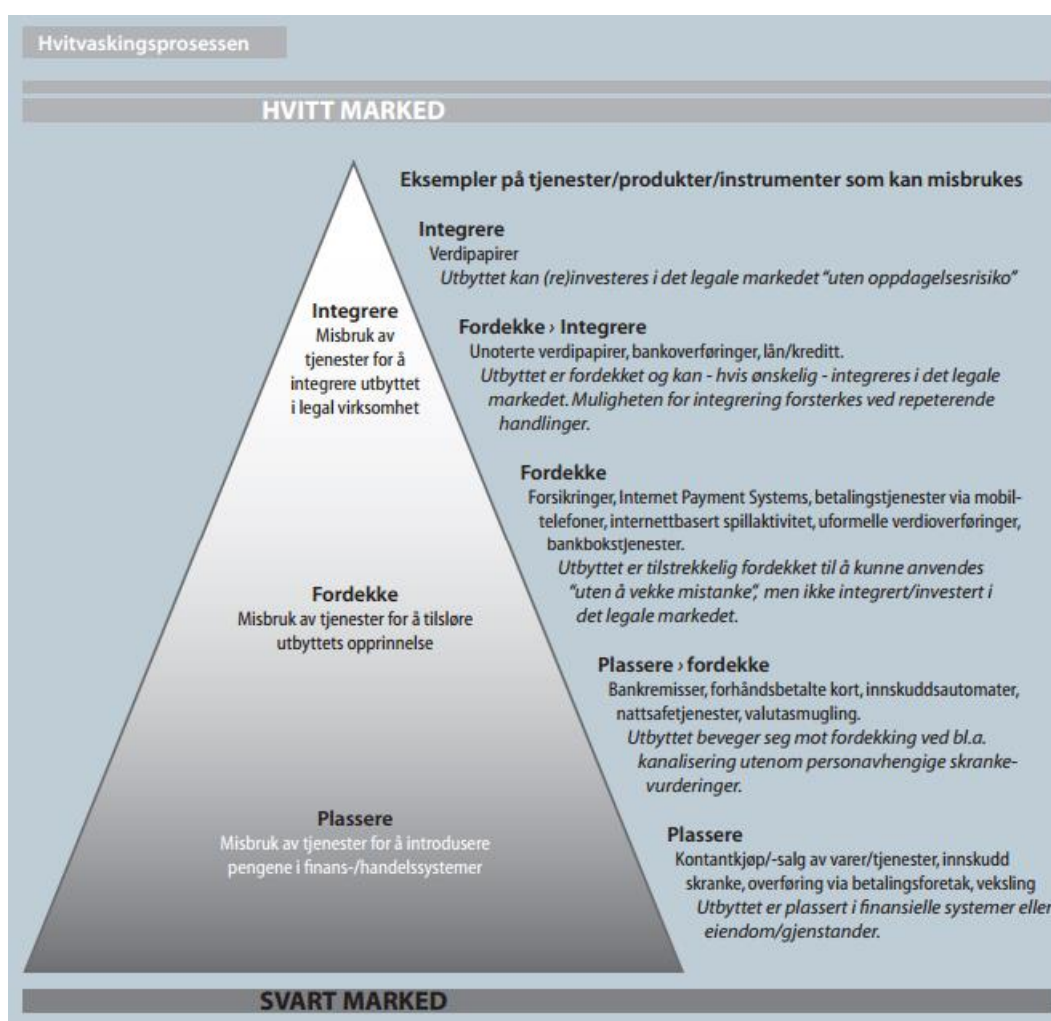 Hvitvaskingsprosessen
HVITT MARKED
Eksempler på tjenester/produkter/instrumenter som kan misbrukes
Integrere
Verdipapirer
Utbyttet kan (re)investeres i det legale markedet “uten oppdagelsesrisiko”
Integrere
Misbruk av
tjenester for å
integrere utbyttet
i legal virksomhet
Fordekke › Integrere
Unoterte verdipapirer, bankoverføringer, lån/kreditt.
Utbyttet er fordekket og kan - hvis ønskelig - integreres i det legale
markedet. Muligheten for integrering forsterkes ved repeterende
handlinger.
Fordekke
Forsikringer, Internet Payment Systems, betalingstjenester via mobil-
telefoner, internettbasert spillaktivitet, uformelle verdioverføringer,
bankbokstjenester.
Utbyttet er tilstrekkelig fordekket til å kunne anvendes
“uten å vekke mistanke”, men ikke integrert/investert i
det legale markedet.
Fordekke
Misbruk av tjenester for å tilsløre
utbyttets opprinnelse
Plassere › fordekke
Bankremisser, forhåndsbetalte kort, innskuddsautomater,
nattsafetjenester, valutasmugling.
Utbyttet beveger seg mot fordekking ved bl.a.
kanalisering utenom personavhengige skranke-
vurderinger.
Plassere
Misbruk av tjenester for å introdusere
pengene i finans-/handelssystemer
Plassere
Kontantkjøp/-salg av varer/tjenester, innskudd
skranke, overføring via betalingsforetak, veksling
Utbyttet er plassert i finansielle systemer eller
eiendom/gjenstander.
SVART MARKED